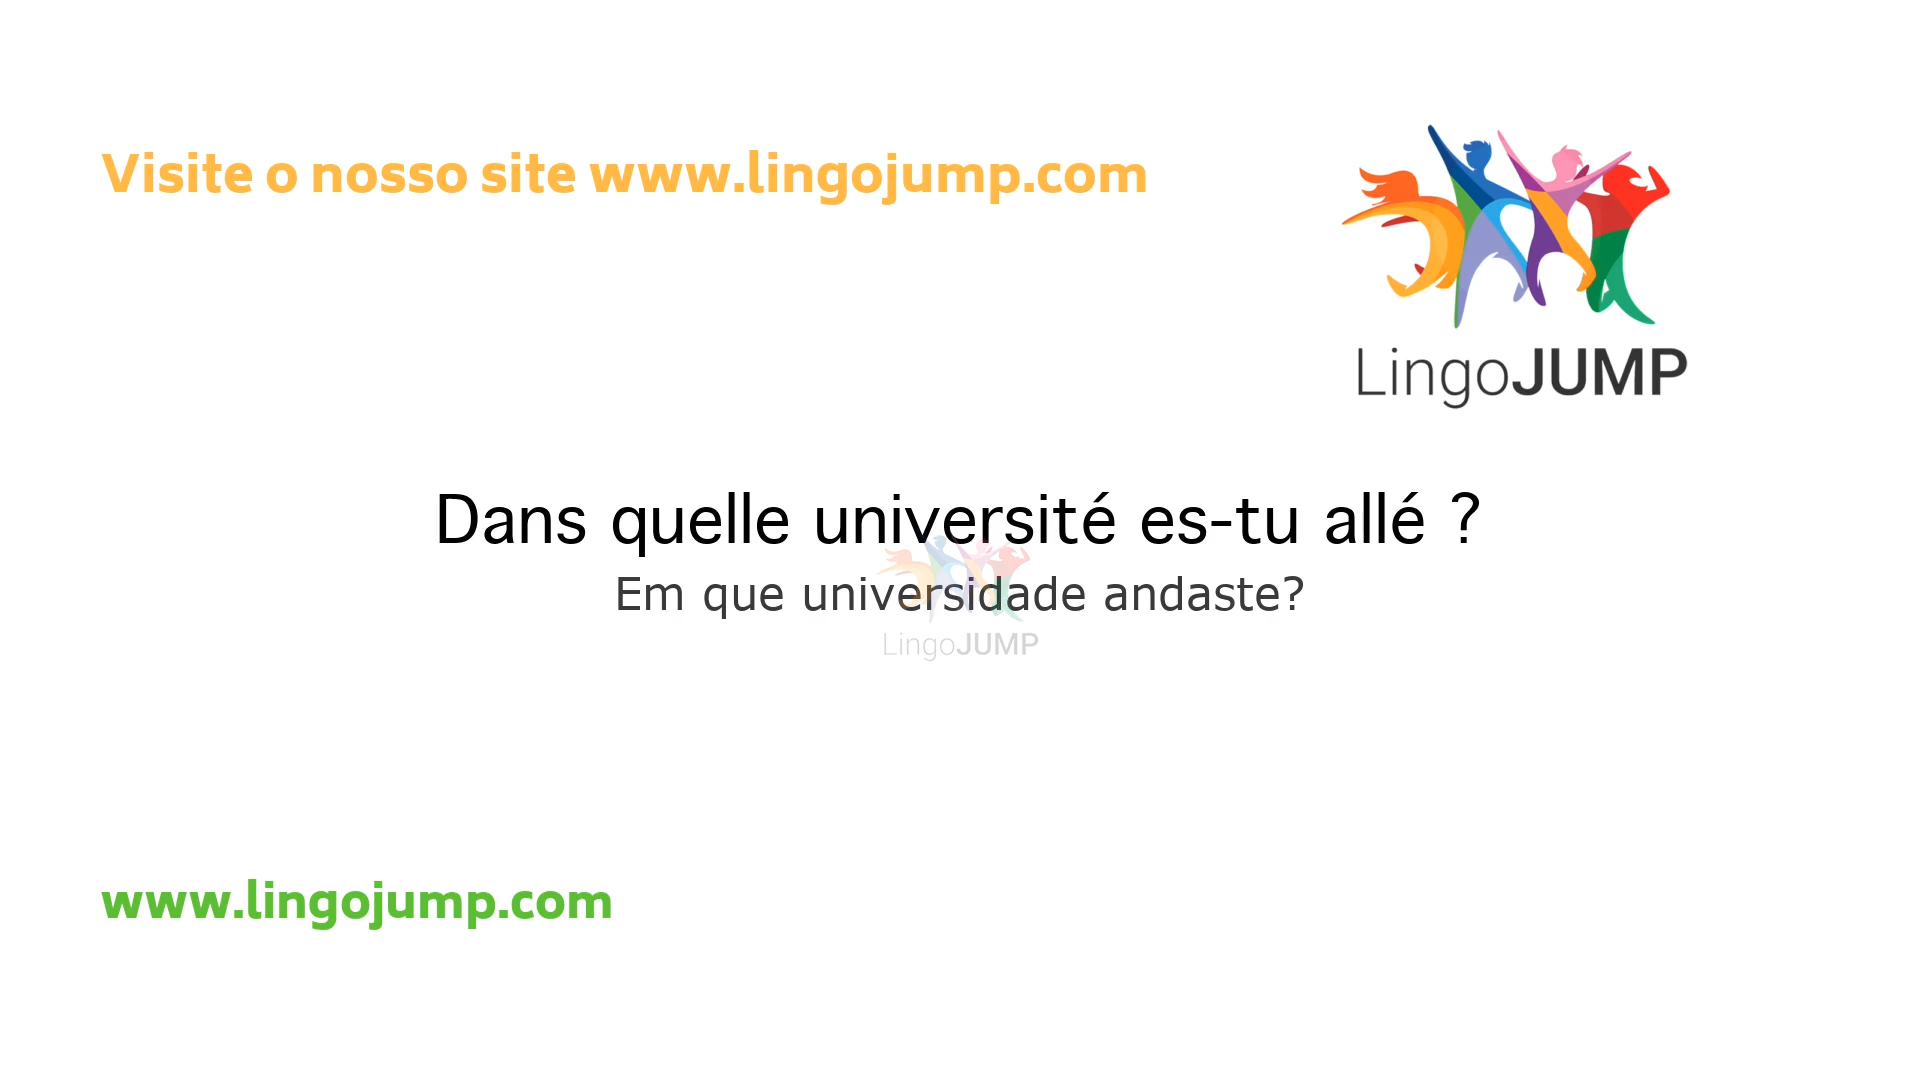 Visite o nosso site www.lingojump.com
LingoJUMP
Dans quelle université es-tu allé ?
Em que universidade andaste?
LingoJUMP
www.lingojump.com